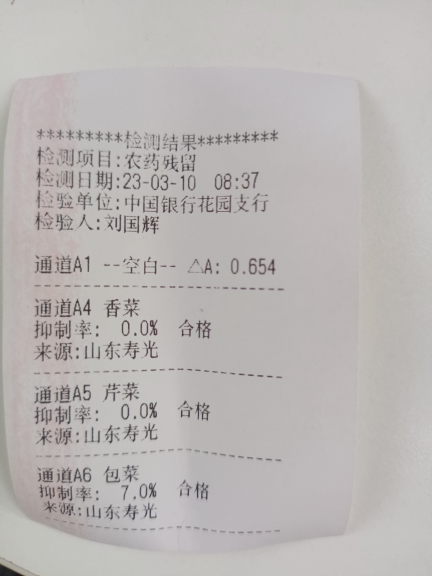 *********检测结果*********
检测项目:农药残留
检测日期:23-03-10 08:37
检验单位:中国银行花园支行
检验人:刘国辉
通道A1 --空白-- △A: 0.654
通道A4 香菜
抑制率: 0.0% 合格
来源:山东寿光
通道A5 芹菜
抑制率: 0.0% 合格
来源:山东寿光
通道A6 包菜
抑制率: 7.0% 合格
来源:山东寿光